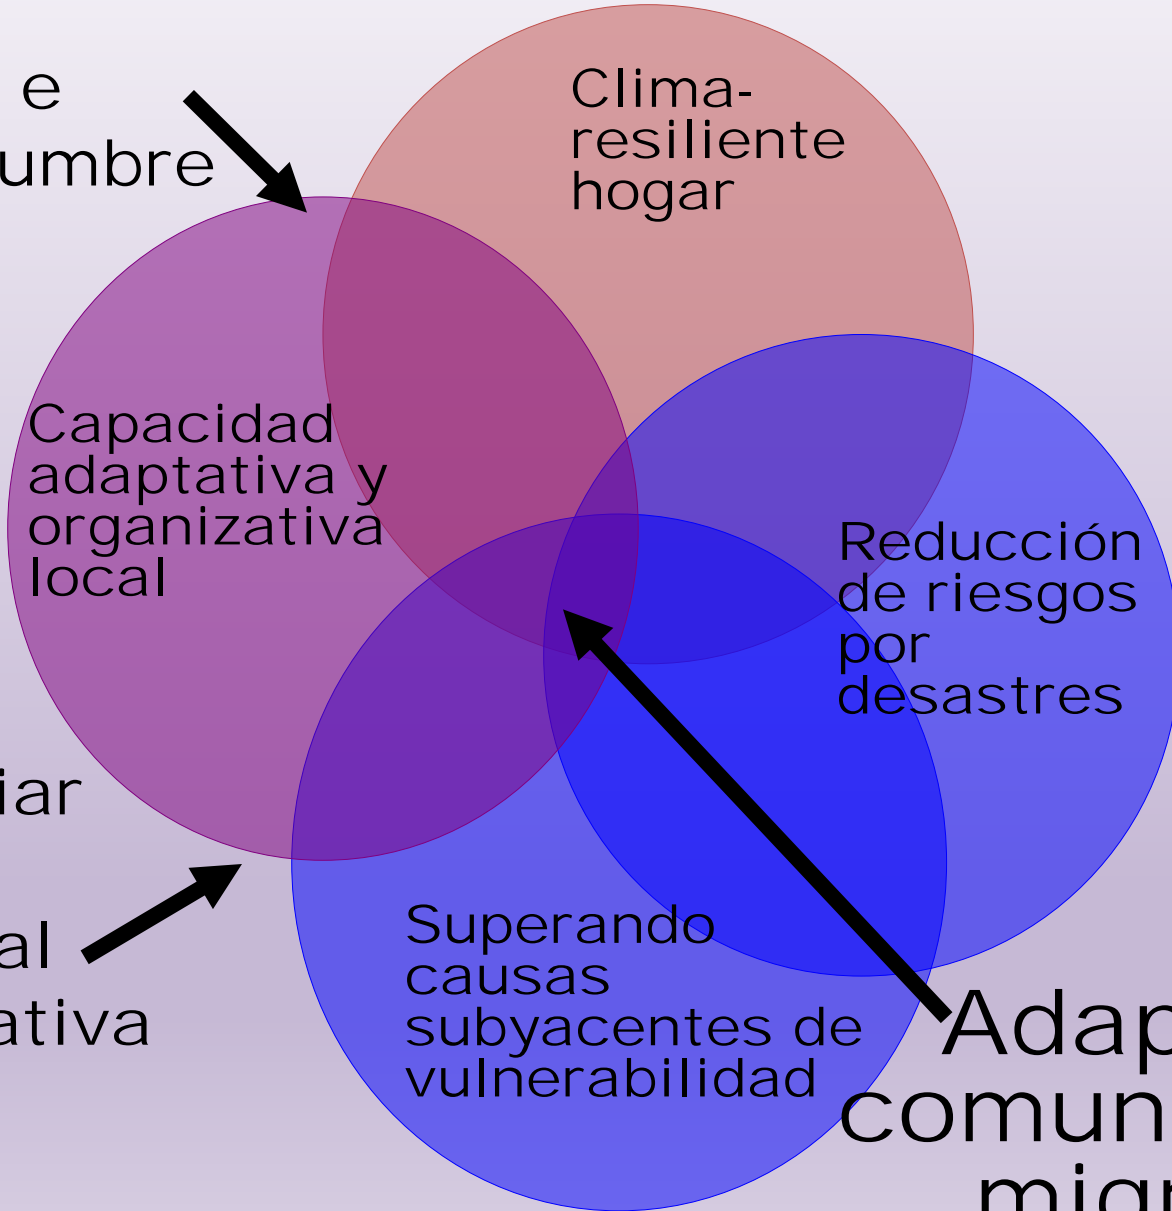 e
umbre
Clima-
resiliente
hogar
Capacidad
adaptativa y
organizativa
local
Reducción
de riesgos
por
desastres
iar
al
ativa
Superando
causas
subyacentes de
vulnerabilidad
Adap
comun
migr